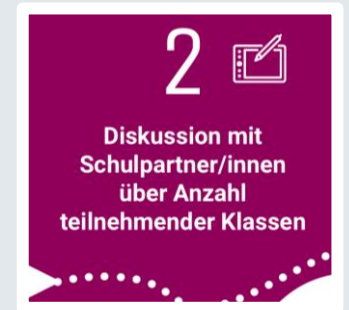 2
Diskussion mit
Schulpartner/innen
über Anzahl
teilnehmender Klassen